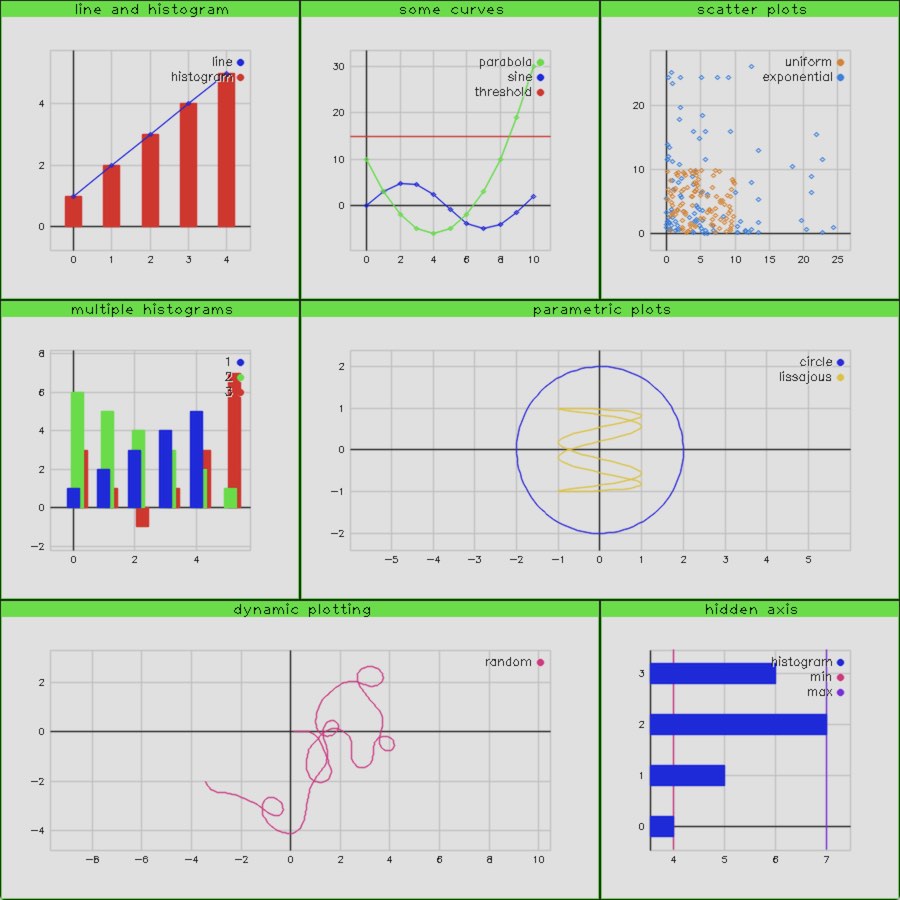 line and histogram
line
histogram
4
2
0
0 1 2 3 4
some curves
parabola
sine
threshold
30
20
10
0
0 2 4 6 8 10
scatter plots
uniform
exponential
20
10
0
0 5 10 15 20 25
multiple histograms
1
2
3
8
6
4
2
0
−2
0 2 4
parametric plots
circle
lissajous
2
1
0
−1
−2
−5 −4 −3 −2 −1 0 1 2 3 4 5
dynamic plotting
random
2
0
−2
−4
−8 −6 −4 −2 0 2 4 6 8 10
hidden axis
histogram
min
max
3
2
1
0
4 5 6 7